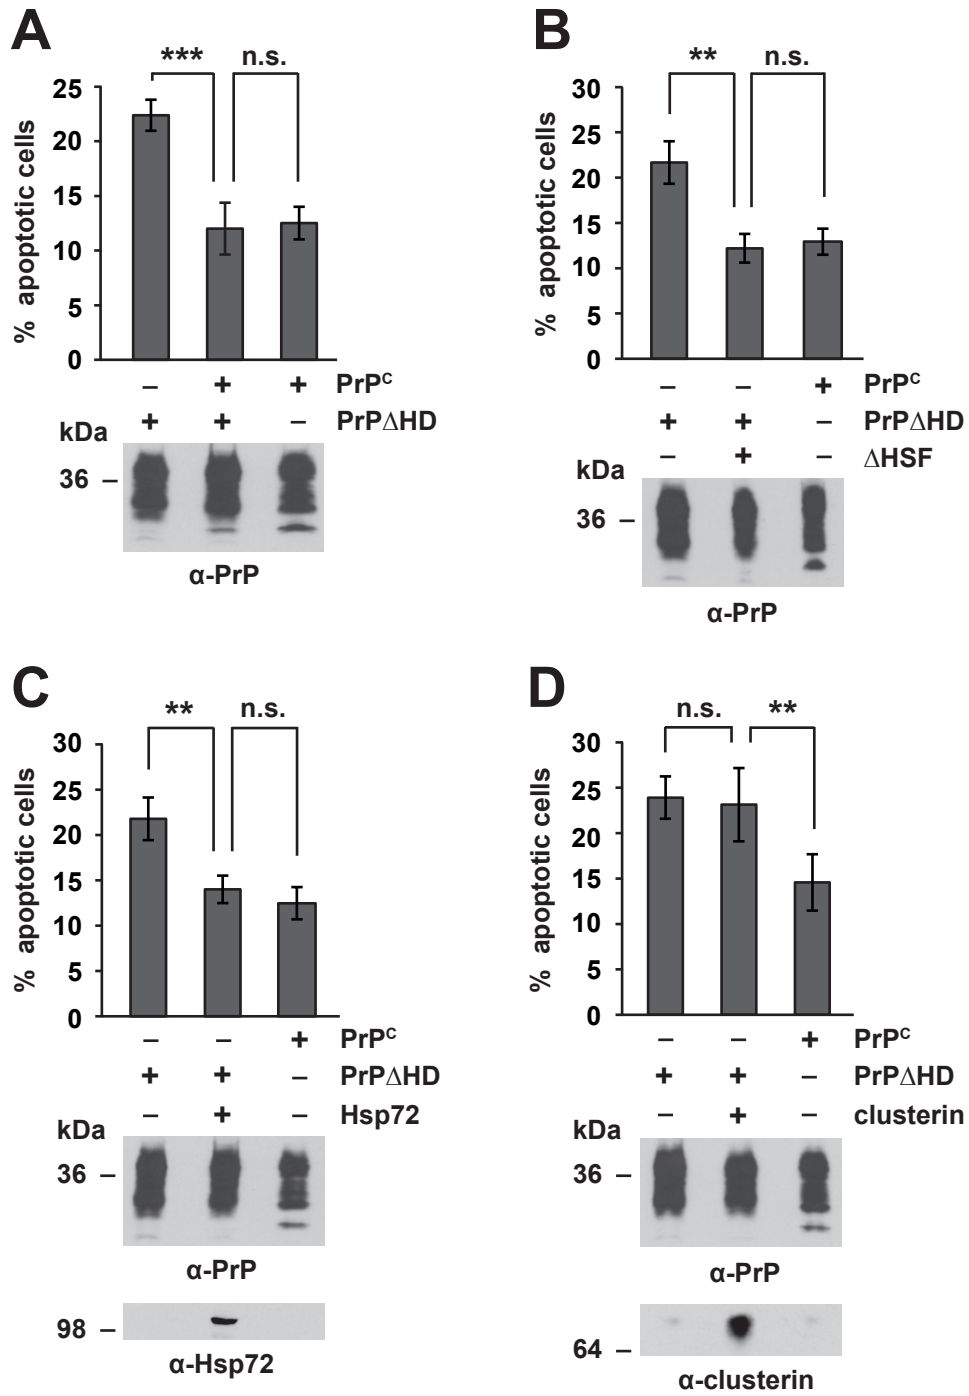 A
*** n.s.
25
20
15
10
5
0
% apoptotic cells
– + + PrPC
+ + – PrPΔHD
kDa
36 –
α-PrP
B
** n.s.
30
25
20
15
10
5
0
% apoptotic cells
– – + PrPC
+ + – PrPΔHD
– + – ΔHSF
kDa
36 –
α-PrP
C
** n.s.
30
25
20
15
10
5
0
% apoptotic cells
– – + PrPC
+ + – PrPΔHD
– + – Hsp72
kDa
36 –
α-PrP
98 –
α-Hsp72
D
n.s. **
30
25
20
15
10
5
0
% apoptotic cells
– – + PrPC
+ + – PrPΔHD
– + – clusterin
kDa
36 –
α-PrP
64 –
α-clusterin